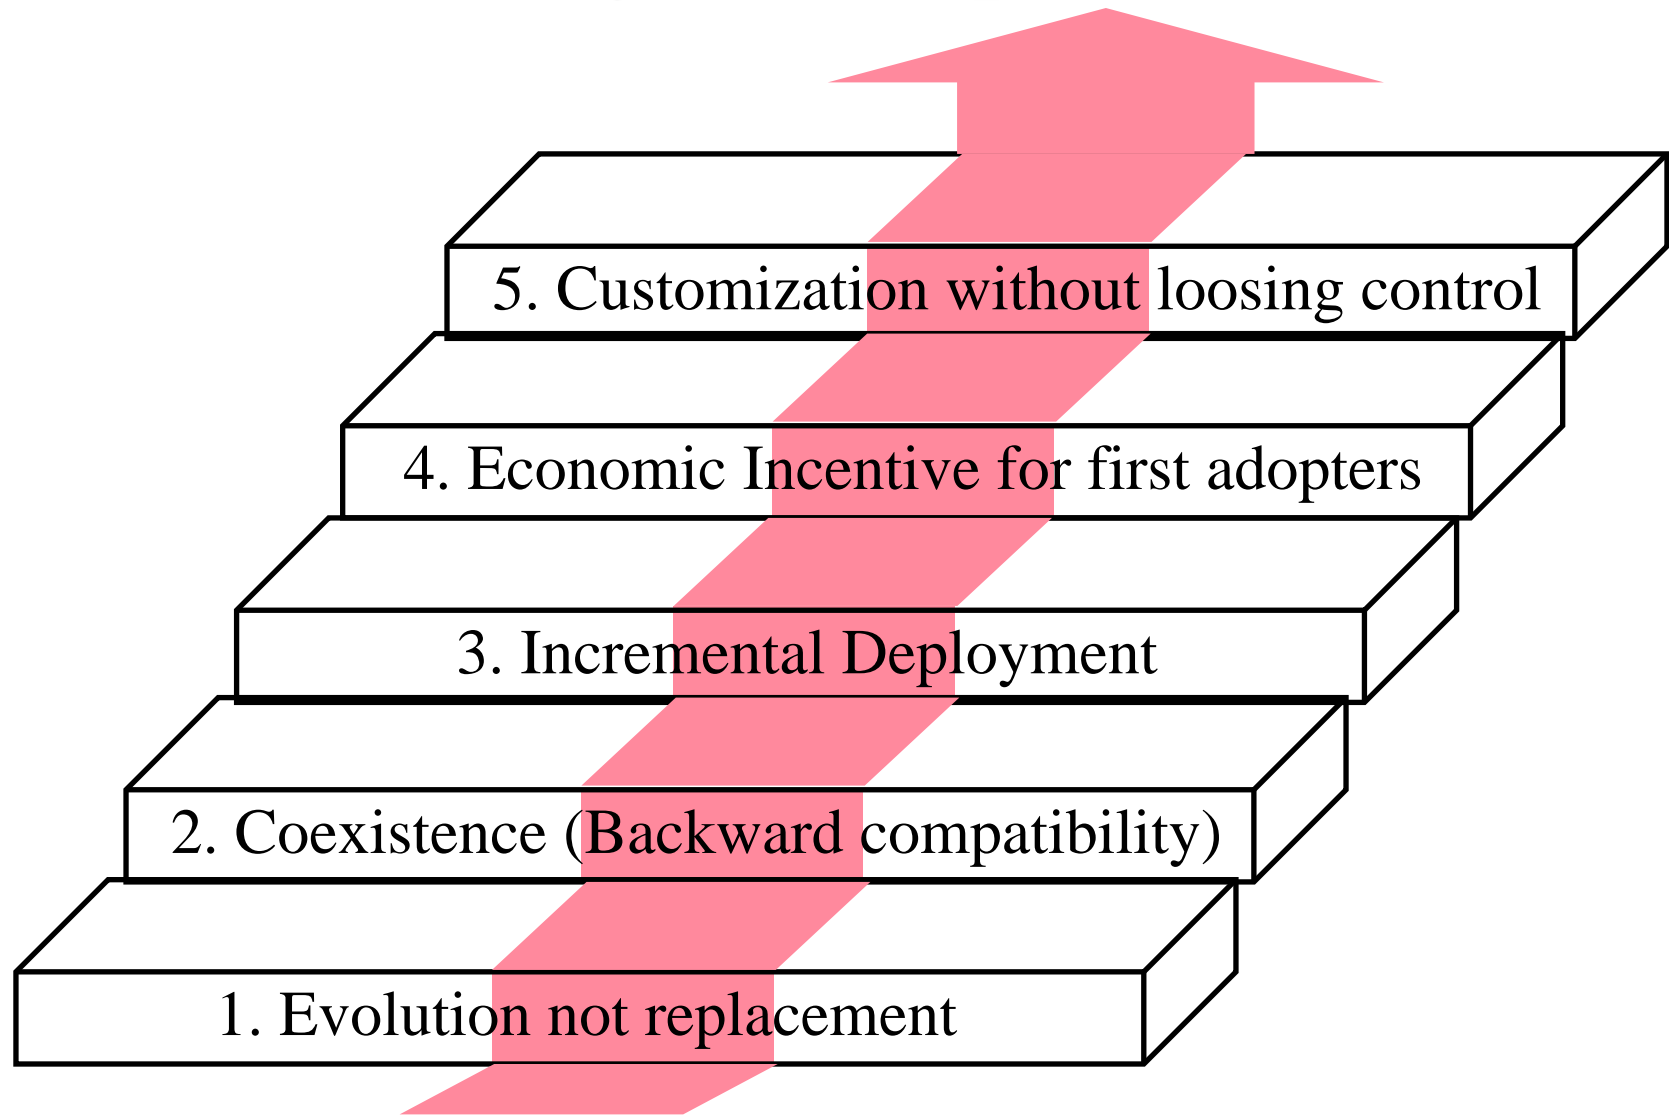 5. Customization without loosing control
4. Economic Incentive for first adopters
3. Incremental Deployment
2. Coexistence (Backward compatibility)
1. Evolution not replacement